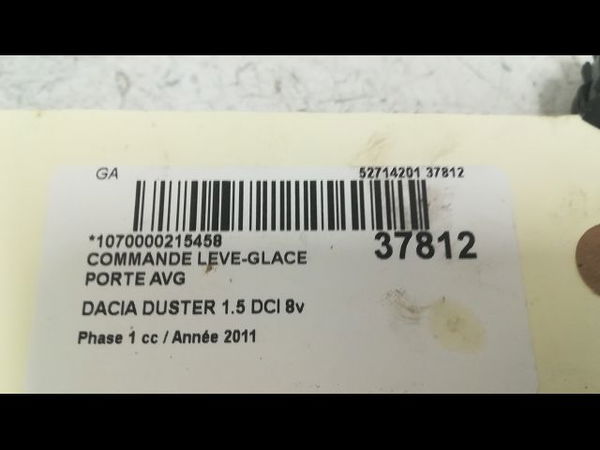 GA 52714201 37812
*1070000215458 37812
COMMANDE LEVE-GLACE
PORTE AVG
DACIA DUSTER 1.5 DCI 8v
Phase 1 cc / Année 2011